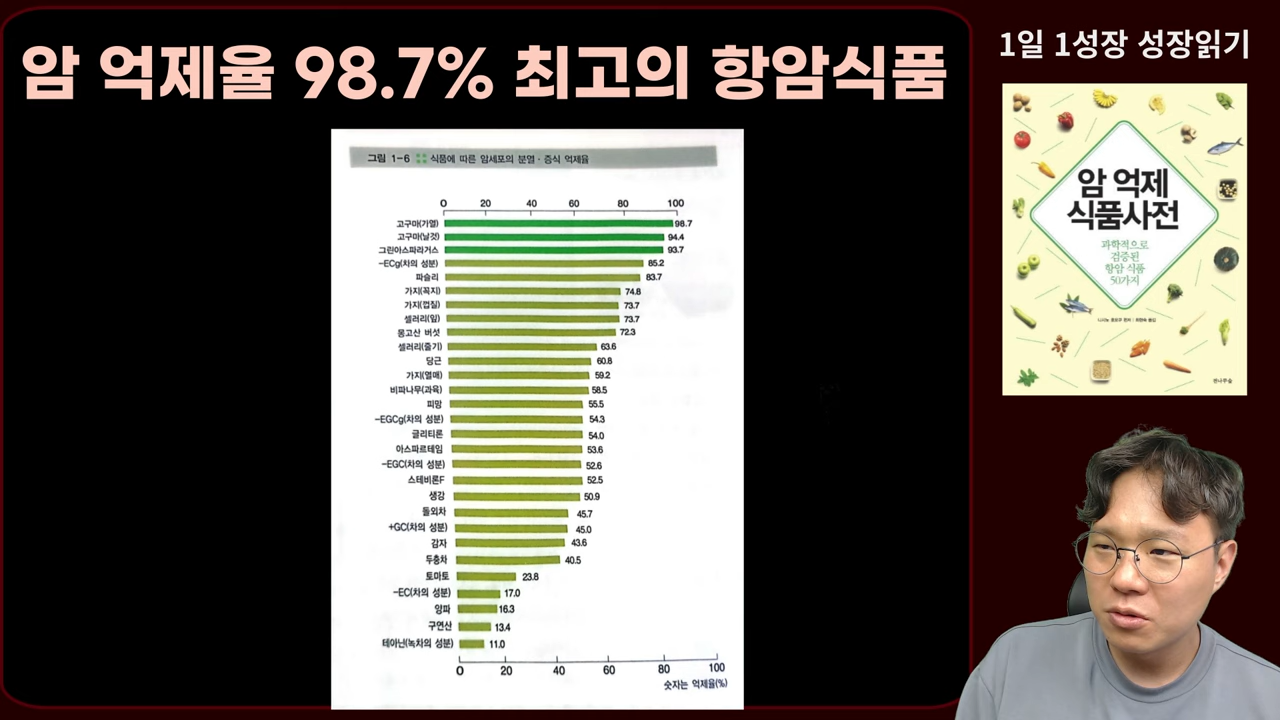 암 억제율 98.7% 최고의 항암식품
1일 1성장 성장읽기
그림 1-6 식품에 따른 암세포의 분열·증식 억제율
0 20 40 60 80 100
고구마(가열) 98.7
고구마(날것) 94.4
그린아스파라거스 93.7
-ECg(차의 성분) 85.2
파슬리 83.7
가지(꼭지) 74.8
가지(껍질) 73.7
셀러리(잎) 73.7
몽고산 버섯 72.3
셀러리(줄기) 63.6
당근 60.8
가지(열매) 59.2
비파나무(과육) 58.5
피망 55.5
-EGCg(차의 성분) 54.3
글리티론 54.0
아스파르테임 53.6
-EGC(차의 성분) 52.6
스테비론F 52.5
생강 50.9
돌외차 45.7
+GC(차의 성분) 45.0
감자 43.6
두충차 40.5
토마토 23.8
-EC(차의 성분) 17.0
양파 16.3
구연산 13.4
테아닌(녹차의 성분) 11.0
0 20 40 60 80 100
숫자는 억제율(%)
암 억제
식품사전
과학적으로
검증된
항암 식품
50가지
전나무숲